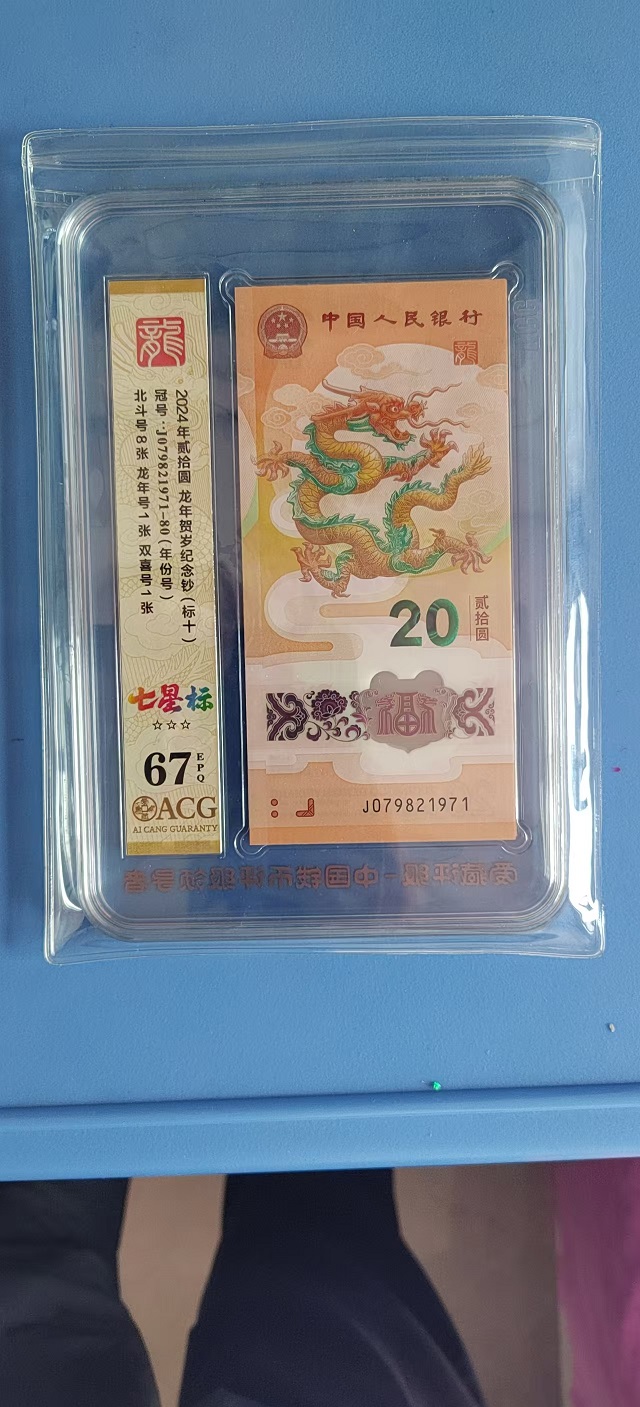 龍
2024年贰拾圆 龙年贺岁纪念钞(标十)
冠号:J079821971-80(年份号)
北斗号8张 龙年号1张 双喜号1张
七星标
67
EPQ
ACG
AI CANG GUARANTY
中国人民银行
龍
20
贰拾圆
福
J079821971